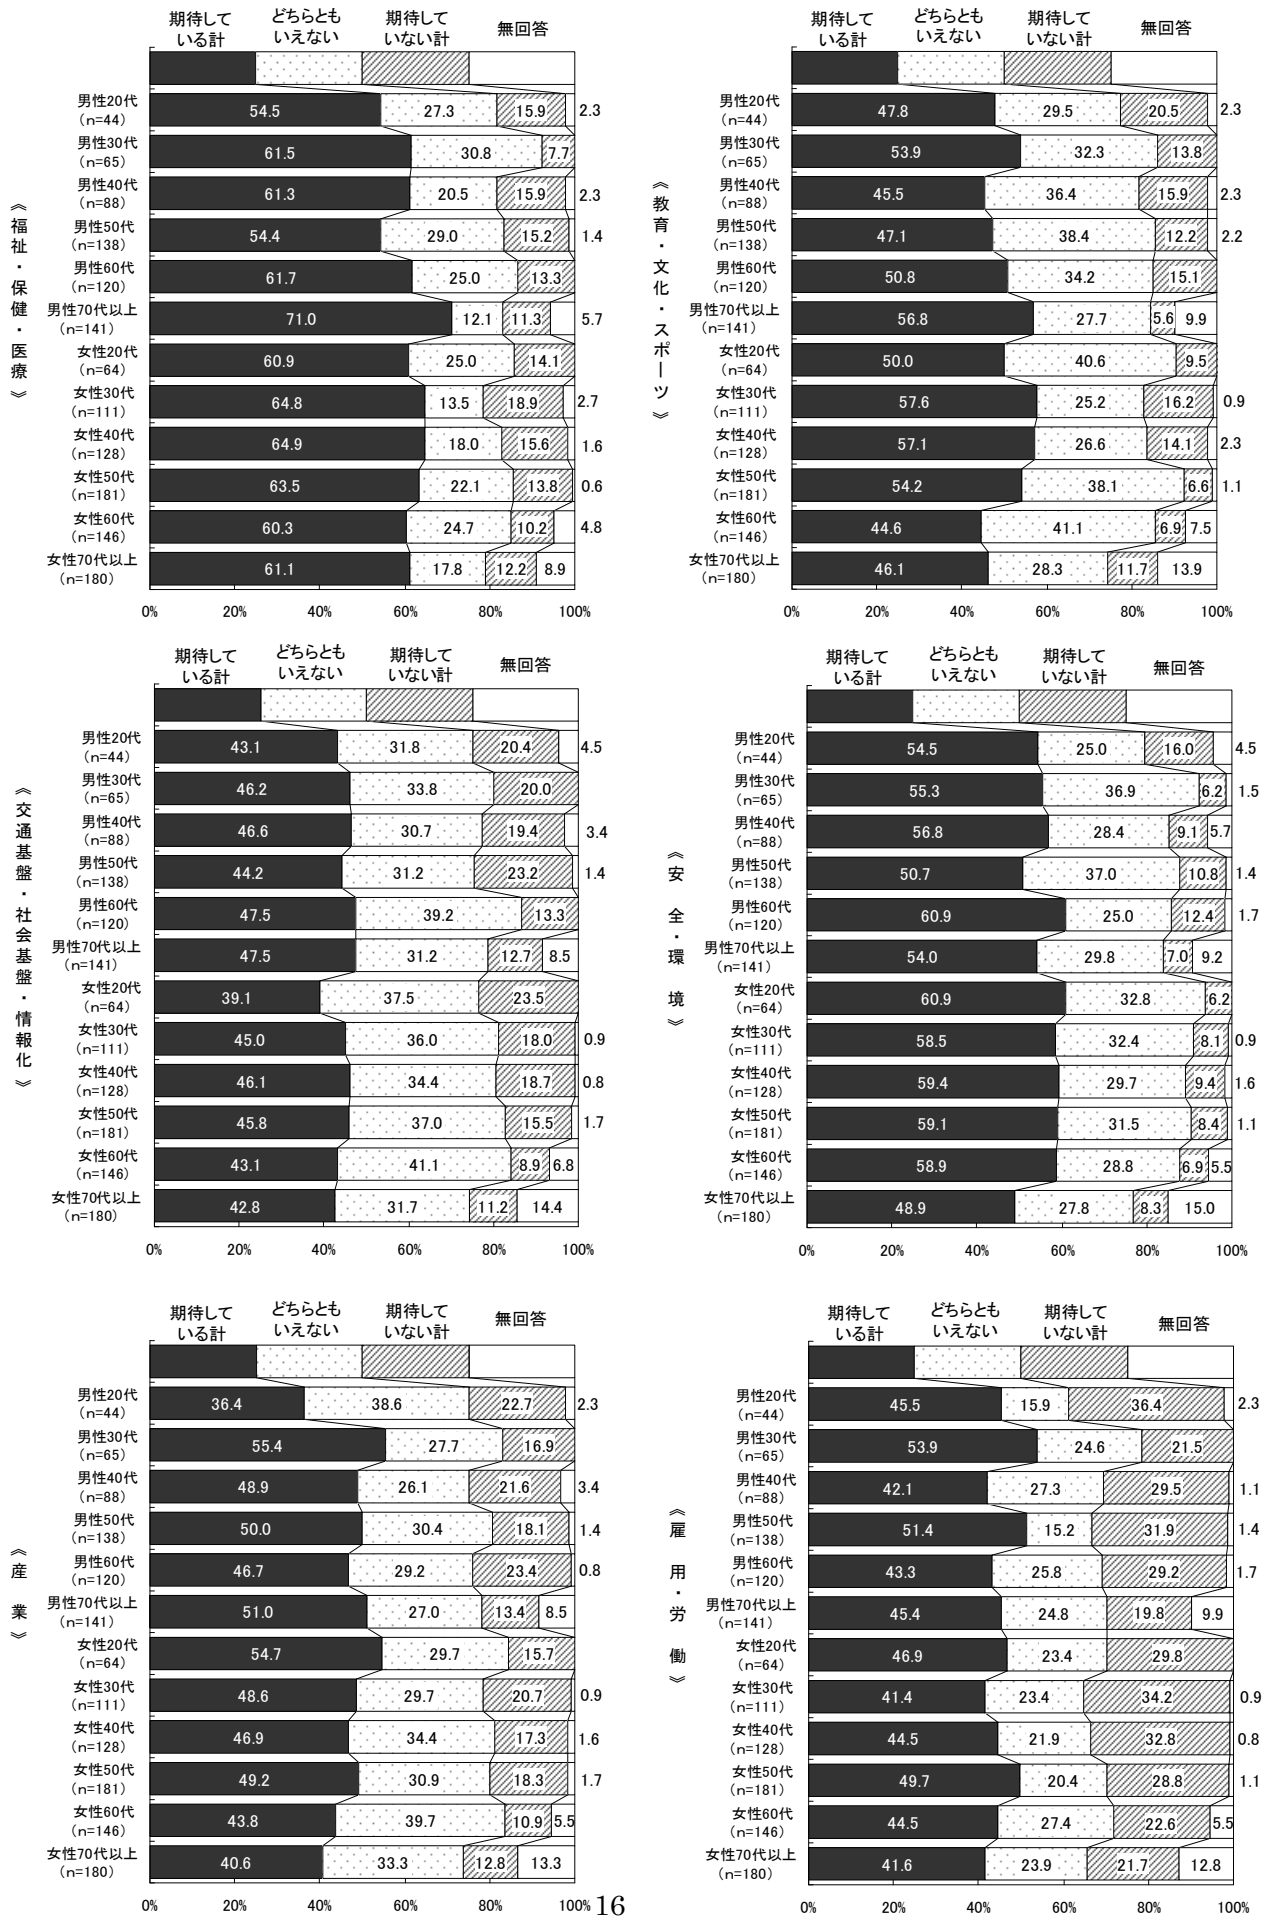 期待して
いる計
どちらとも
いえない
期待して
いない計
無回答
《福祉・保健・医療》
男性20代
(n=44)
54.5 27.3 15.9 2.3
男性30代
(n=65)
61.5 30.8 7.7
男性40代
(n=88)
61.3 20.5 15.9 2.3
男性50代
(n=138)
54.4 29.0 15.2 1.4
男性60代
(n=120)
61.7 25.0 13.3
男性70代以上
(n=141)
71.0 12.1 11.3 5.7
女性20代
(n=64)
60.9 25.0 14.1
女性30代
(n=111)
64.8 13.5 18.9 2.7
女性40代
(n=128)
64.9 18.0 15.6 1.6
女性50代
(n=181)
63.5 22.1 13.8 0.6
女性60代
(n=146)
60.3 24.7 10.2 4.8
女性70代以上
(n=180)
61.1 17.8 12.2 8.9
0% 20% 40% 60% 80% 100%
期待して
いる計
どちらとも
いえない
期待して
いない計
無回答
《教育・文化・スポーツ》
男性20代
(n=44)
47.8 29.5 20.5 2.3
男性30代
(n=65)
53.9 32.3 13.8
男性40代
(n=88)
45.5 36.4 15.9 2.3
男性50代
(n=138)
47.1 38.4 12.2 2.2
男性60代
(n=120)
50.8 34.2 15.1
男性70代以上
(n=141)
56.8 27.7 5.6 9.9
女性20代
(n=64)
50.0 40.6 9.5
女性30代
(n=111)
57.6 25.2 16.2 0.9
女性40代
(n=128)
57.1 26.6 14.1 2.3
女性50代
(n=181)
54.2 38.1 6.6 1.1
女性60代
(n=146)
44.6 41.1 6.9 7.5
女性70代以上
(n=180)
46.1 28.3 11.7 13.9
0% 20% 40% 60% 80% 100%
期待して
いる計
どちらとも
いえない
期待して
いない計
無回答
《交通基盤・社会基盤・情報化》
男性20代
(n=44)
43.1 31.8 20.4 4.5
男性30代
(n=65)
46.2 33.8 20.0
男性40代
(n=88)
46.6 30.7 19.4 3.4
男性50代
(n=138)
44.2 31.2 23.2 1.4
男性60代
(n=120)
47.5 39.2 13.3
男性70代以上
(n=141)
47.5 31.2 12.7 8.5
女性20代
(n=64)
39.1 37.5 23.5
女性30代
(n=111)
45.0 36.0 18.0 0.9
女性40代
(n=128)
46.1 34.4 18.7 0.8
女性50代
(n=181)
45.8 37.0 15.5 1.7
女性60代
(n=146)
43.1 41.1 8.9 6.8
女性70代以上
(n=180)
42.8 31.7 11.2 14.4
0% 20% 40% 60% 80% 100%
期待して
いる計
どちらとも
いえない
期待して
いない計
無回答
《安全・環境》
男性20代
(n=44)
54.5 25.0 16.0 4.5
男性30代
(n=65)
55.3 36.9 6.2 1.5
男性40代
(n=88)
56.8 28.4 9.1 5.7
男性50代
(n=138)
50.7 37.0 10.8 1.4
男性60代
(n=120)
60.9 25.0 12.4 1.7
男性70代以上
(n=141)
54.0 29.8 7.0 9.2
女性20代
(n=64)
60.9 32.8 6.2
女性30代
(n=111)
58.5 32.4 8.1 0.9
女性40代
(n=128)
59.4 29.7 9.4 1.6
女性50代
(n=181)
59.1 31.5 8.4 1.1
女性60代
(n=146)
58.9 28.8 6.9 5.5
女性70代以上
(n=180)
48.9 27.8 8.3 15.0
0% 20% 40% 60% 80% 100%
期待して
いる計
どちらとも
いえない
期待して
いない計
無回答
《産業》
男性20代
(n=44)
36.4 38.6 22.7 2.3
男性30代
(n=65)
55.4 27.7 16.9
男性40代
(n=88)
48.9 26.1 21.6 3.4
男性50代
(n=138)
50.0 30.4 18.1 1.4
男性60代
(n=120)
46.7 29.2 23.4 0.8
男性70代以上
(n=141)
51.0 27.0 13.4 8.5
女性20代
(n=64)
54.7 29.7 15.7
女性30代
(n=111)
48.6 29.7 20.7 0.9
女性40代
(n=128)
46.9 34.4 17.3 1.6
女性50代
(n=181)
49.2 30.9 18.3 1.7
女性60代
(n=146)
43.8 39.7 10.9 5.5
女性70代以上
(n=180)
40.6 33.3 12.8 13.3
0% 20% 40% 60% 80% 100%
期待して
いる計
どちらとも
いえない
期待して
いない計
無回答
《雇用・労働》
男性20代
(n=44)
45.5 15.9 36.4 2.3
男性30代
(n=65)
53.9 24.6 21.5
男性40代
(n=88)
42.1 27.3 29.5 1.1
男性50代
(n=138)
51.4 15.2 31.9 1.4
男性60代
(n=120)
43.3 25.8 29.2 1.7
男性70代以上
(n=141)
45.4 24.8 19.8 9.9
女性20代
(n=64)
46.9 23.4 29.8
女性30代
(n=111)
41.4 23.4 34.2 0.9
女性40代
(n=128)
44.5 21.9 32.8 0.8
女性50代
(n=181)
49.7 20.4 28.8 1.1
女性60代
(n=146)
44.5 27.4 22.6 5.5
女性70代以上
(n=180)
41.6 23.9 21.7 12.8
0% 20% 40% 60% 80% 100%
16